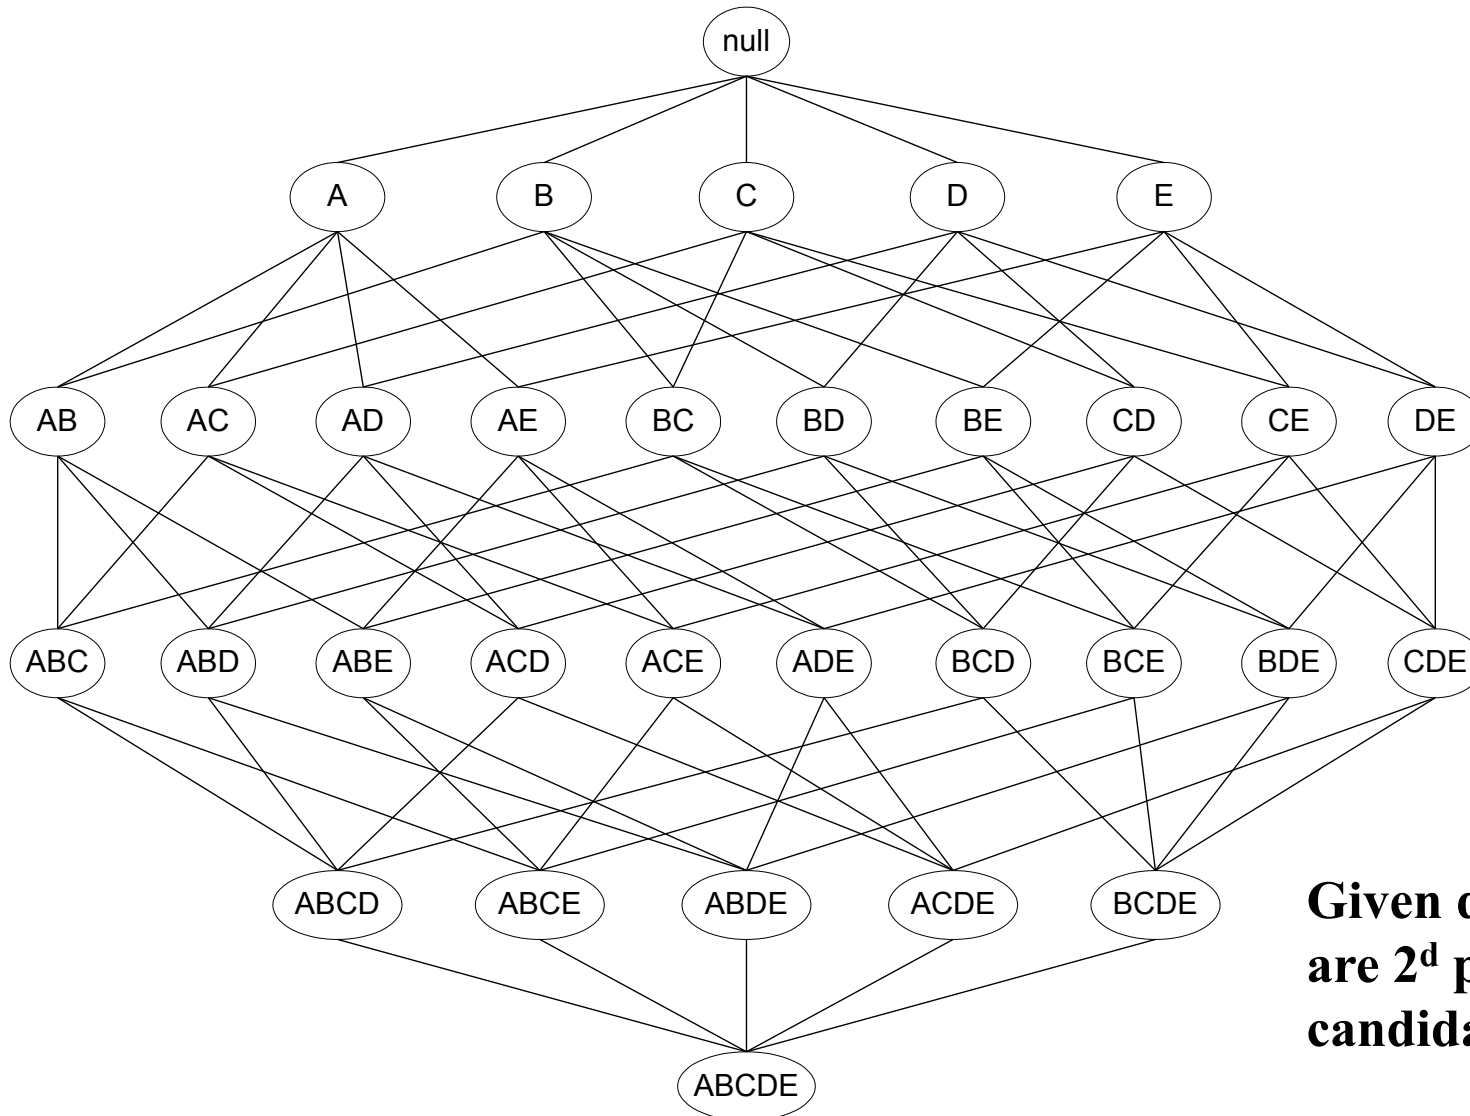 null
A B C D E
AB AC AD AE BC BD BE CD CE DE
ABC ABD ABE ACD ACE ADE BCD BCE BDE CDE
ABCD ABCE ABDE ACDE BCDE
Given
are 2ᵈ
ABCDE